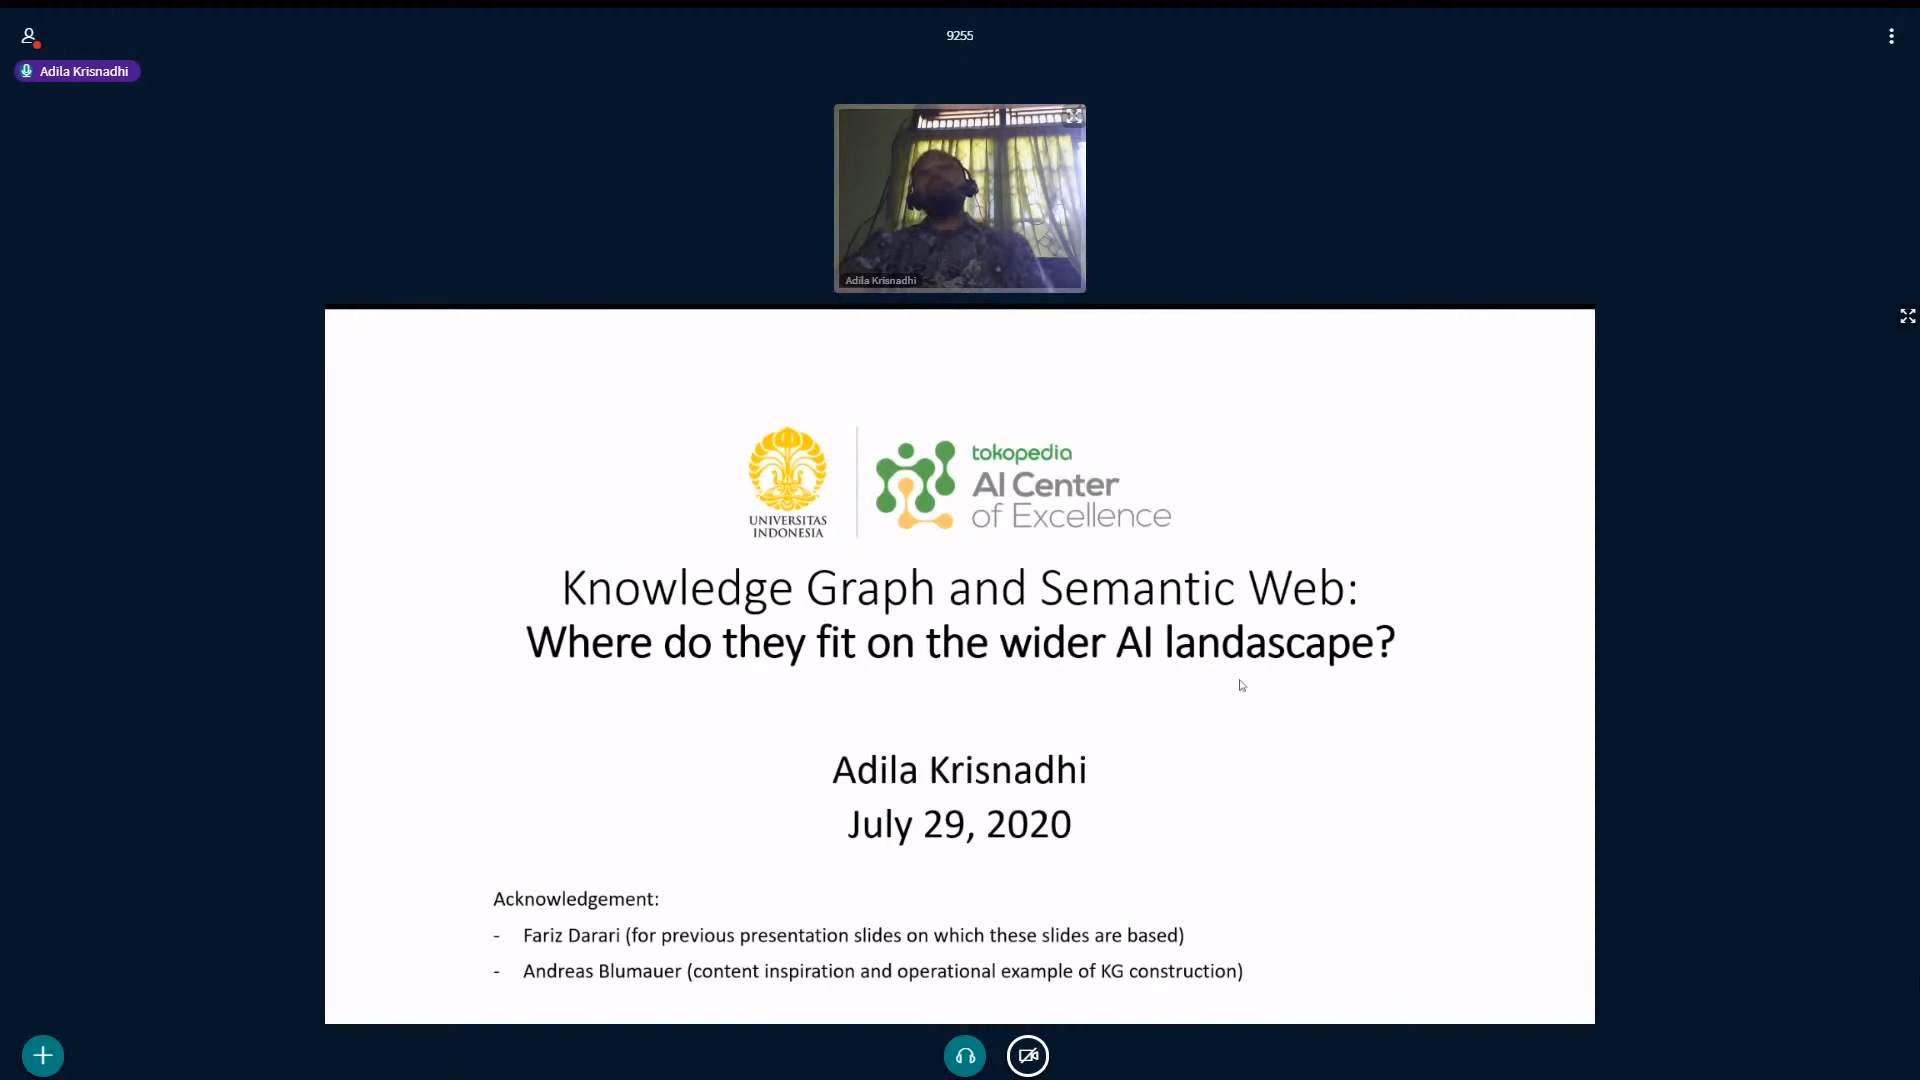 9255
Adila Krisnadhi
Adila Krisnadhi
UNIVERSITAS
INDONESIA
tokopedia
AI Center
of Excellence
Knowledge Graph and Semantic Web:
Where do they fit on the wider AI landascape?
Adila Krisnadhi
July 29, 2020
Acknowledgement:
- Fariz Darari (for previous presentation slides on which these slides are based)
- Andreas Blumauer (content inspiration and operational example of KG construction)